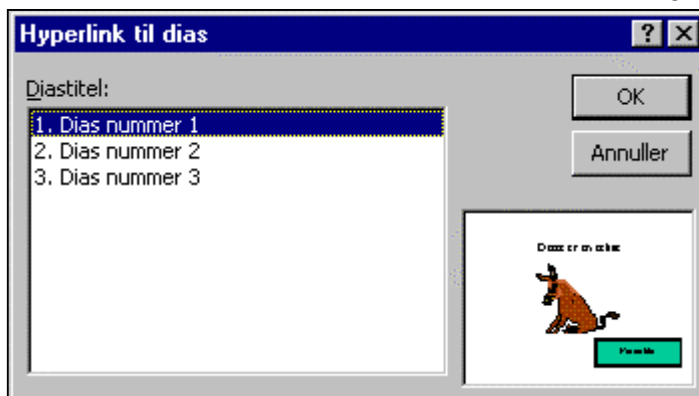 Hyperlink til dias
Diastitel:
1. Dias nummer 1
2. Dias nummer 2
3. Dias nummer 3
OK
Annuller